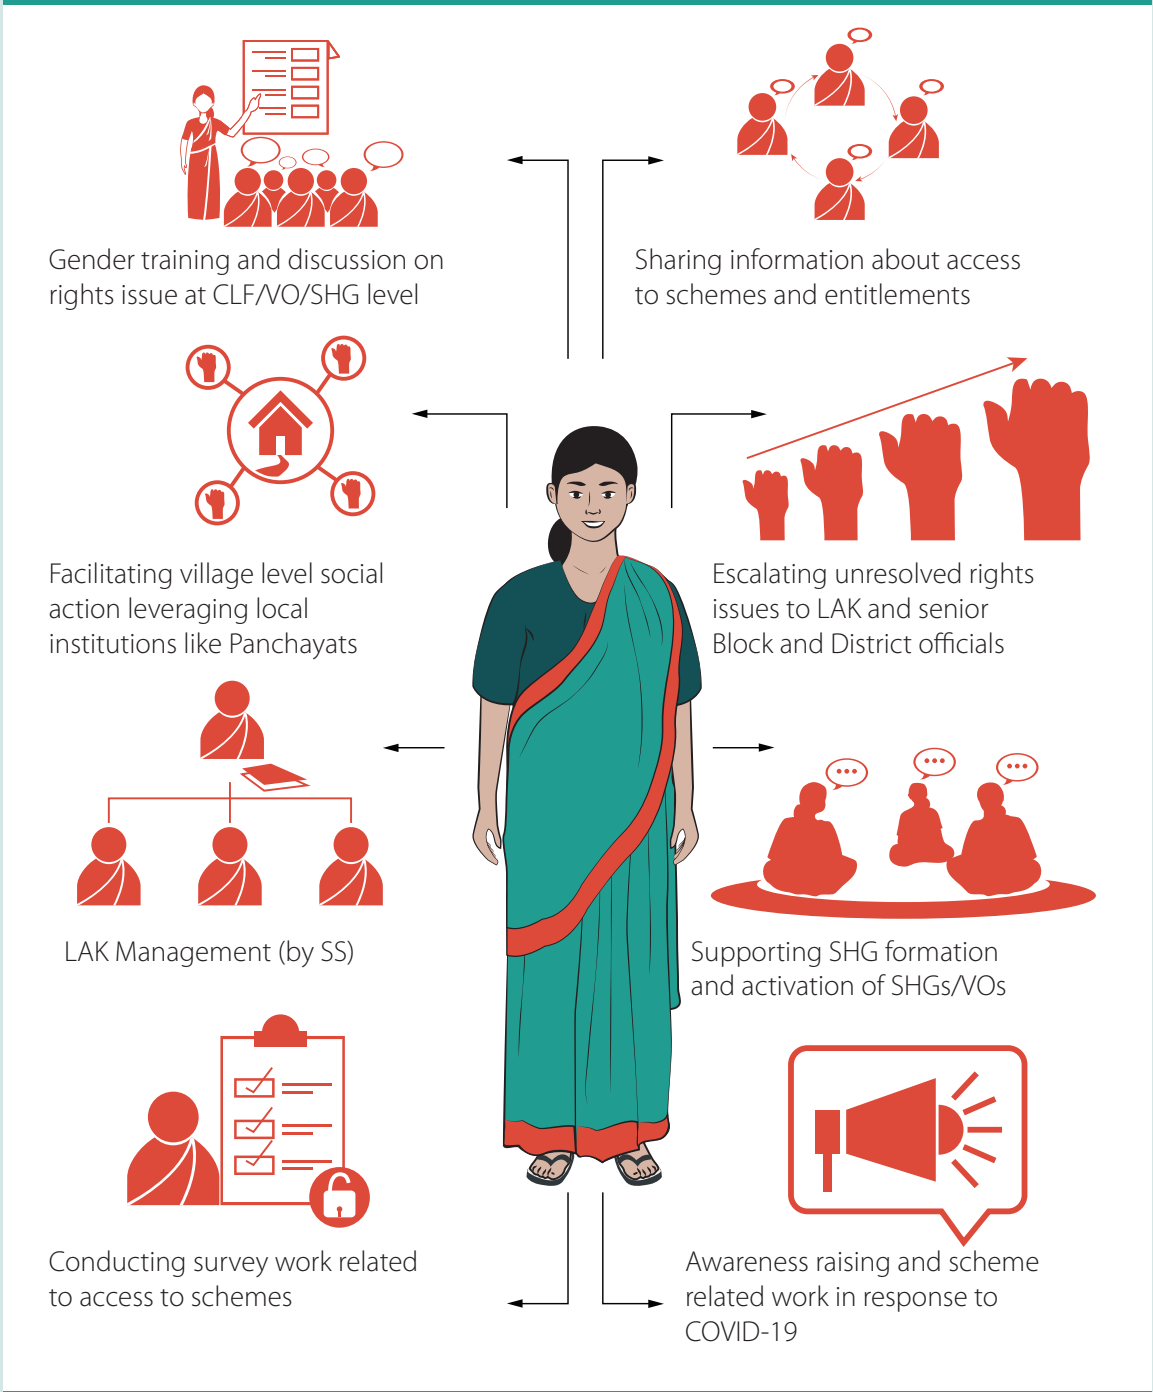 Gender training and discussion on
rights issue at CLF/VO/SHG level
Sharing information about access
to schemes and entitlements
Facilitating village level social
action leveraging local
institutions like Panchayats
Escalating unresolved rights
issues to LAK and senior
Block and District officials
LAK Management (by SS)
Supporting SHG formation
and activation of SHGs/VOs
Conducting survey work related
to access to schemes
Awareness raising and scheme
related work in response to
COVID-19